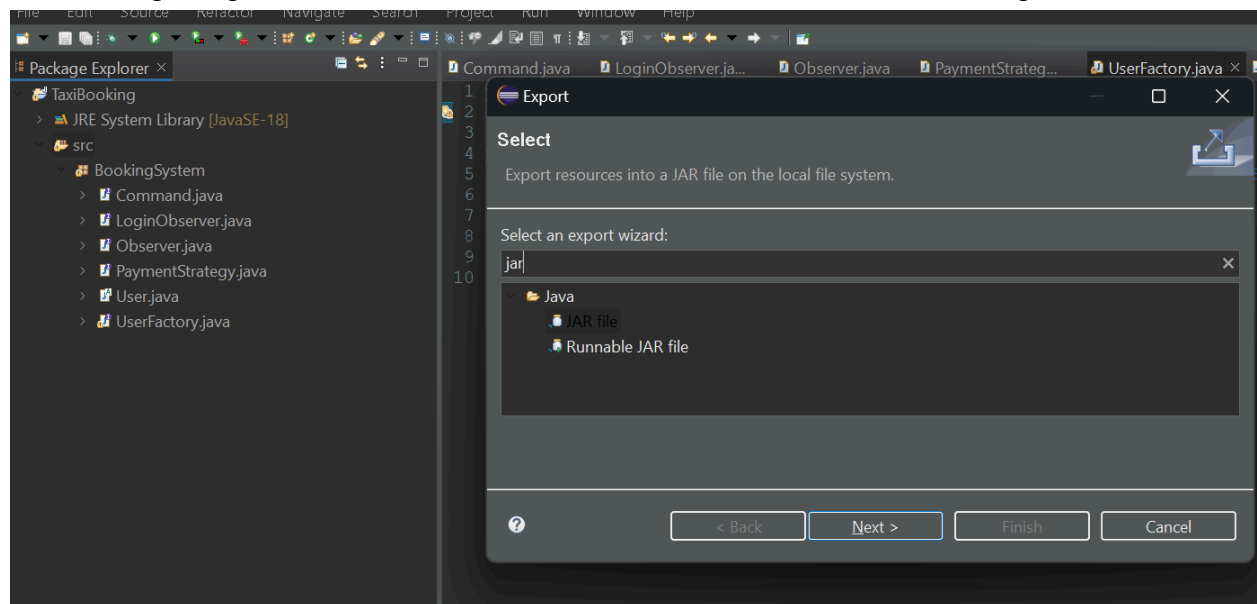 File Edit Source Refactor Navigate Search Project Run Window Help
Package Explorer
Command.java LoginObserver.ja... Observer.java PaymentStrateg... UserFactory.java
TaxiBooking
JRE System Library [JavaSE-18]
src
BookingSystem
Command.java
LoginObserver.java
Observer.java
PaymentStrategy.java
User.java
UserFactory.java
1
2
3
4
5
6
7
8
9
10
Export
Select
Export resources into a JAR file on the local file system.
Select an export wizard:
jar
Java
JAR file
Runnable JAR file
< Back Next > Finish Cancel